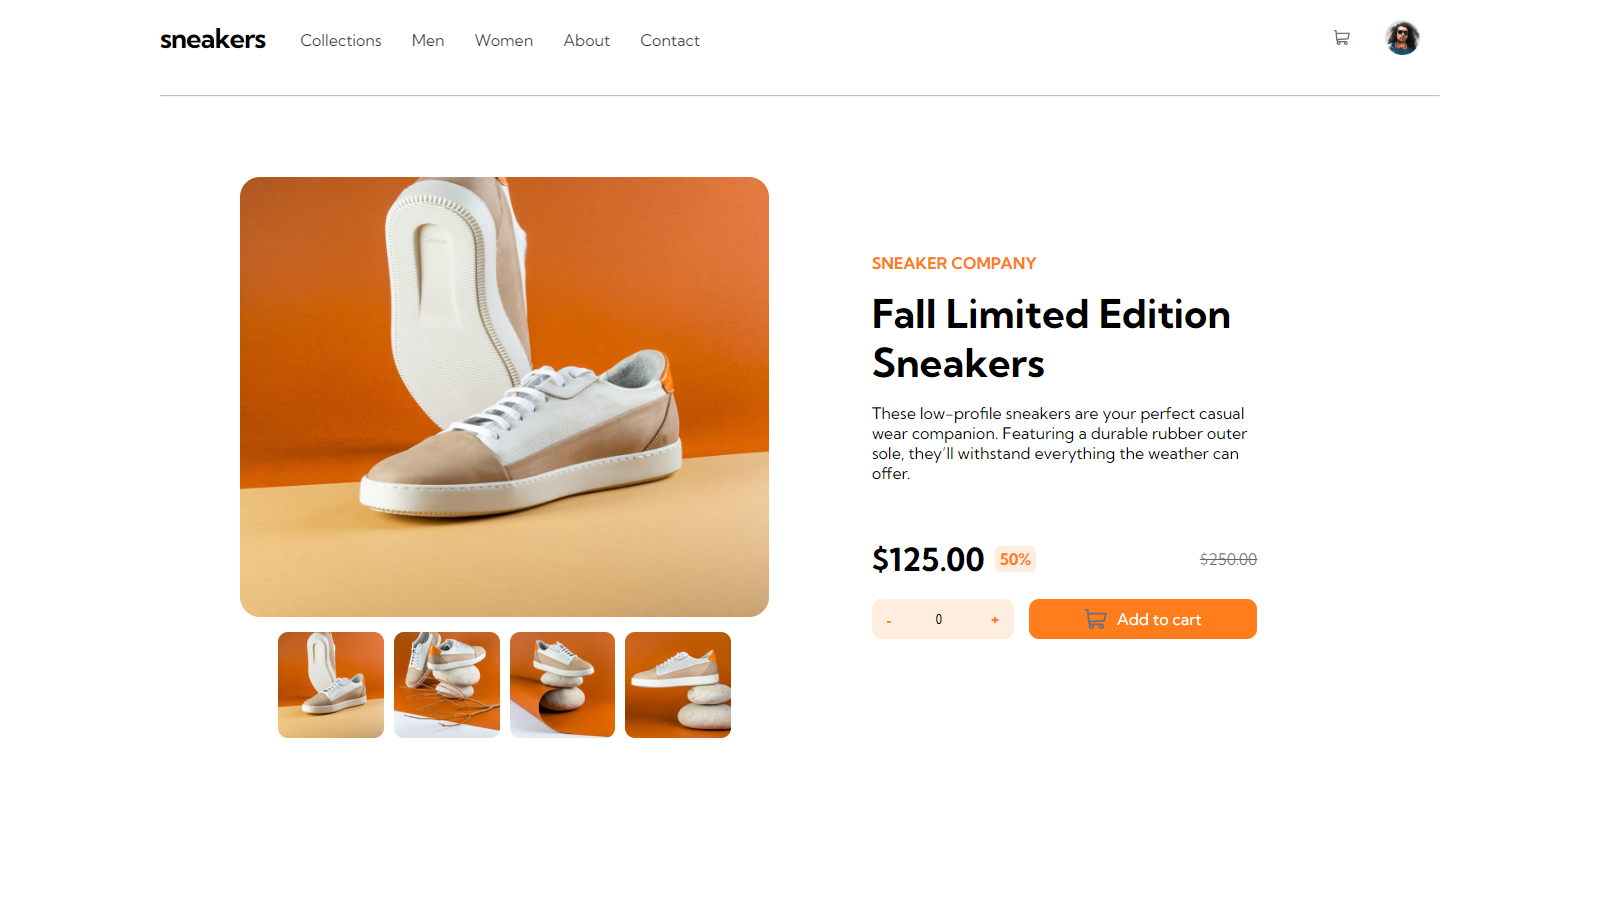 sneakers
Collections
Men
Women
About
Contact
SNEAKER COMPANY
Fall Limited Edition
Sneakers
These low-profile sneakers are your perfect casual
wear companion. Featuring a durable rubber outer
sole, they’ll withstand everything the weather can
offer.
$125.00
50%
$250.00
-
0
+
Add to cart